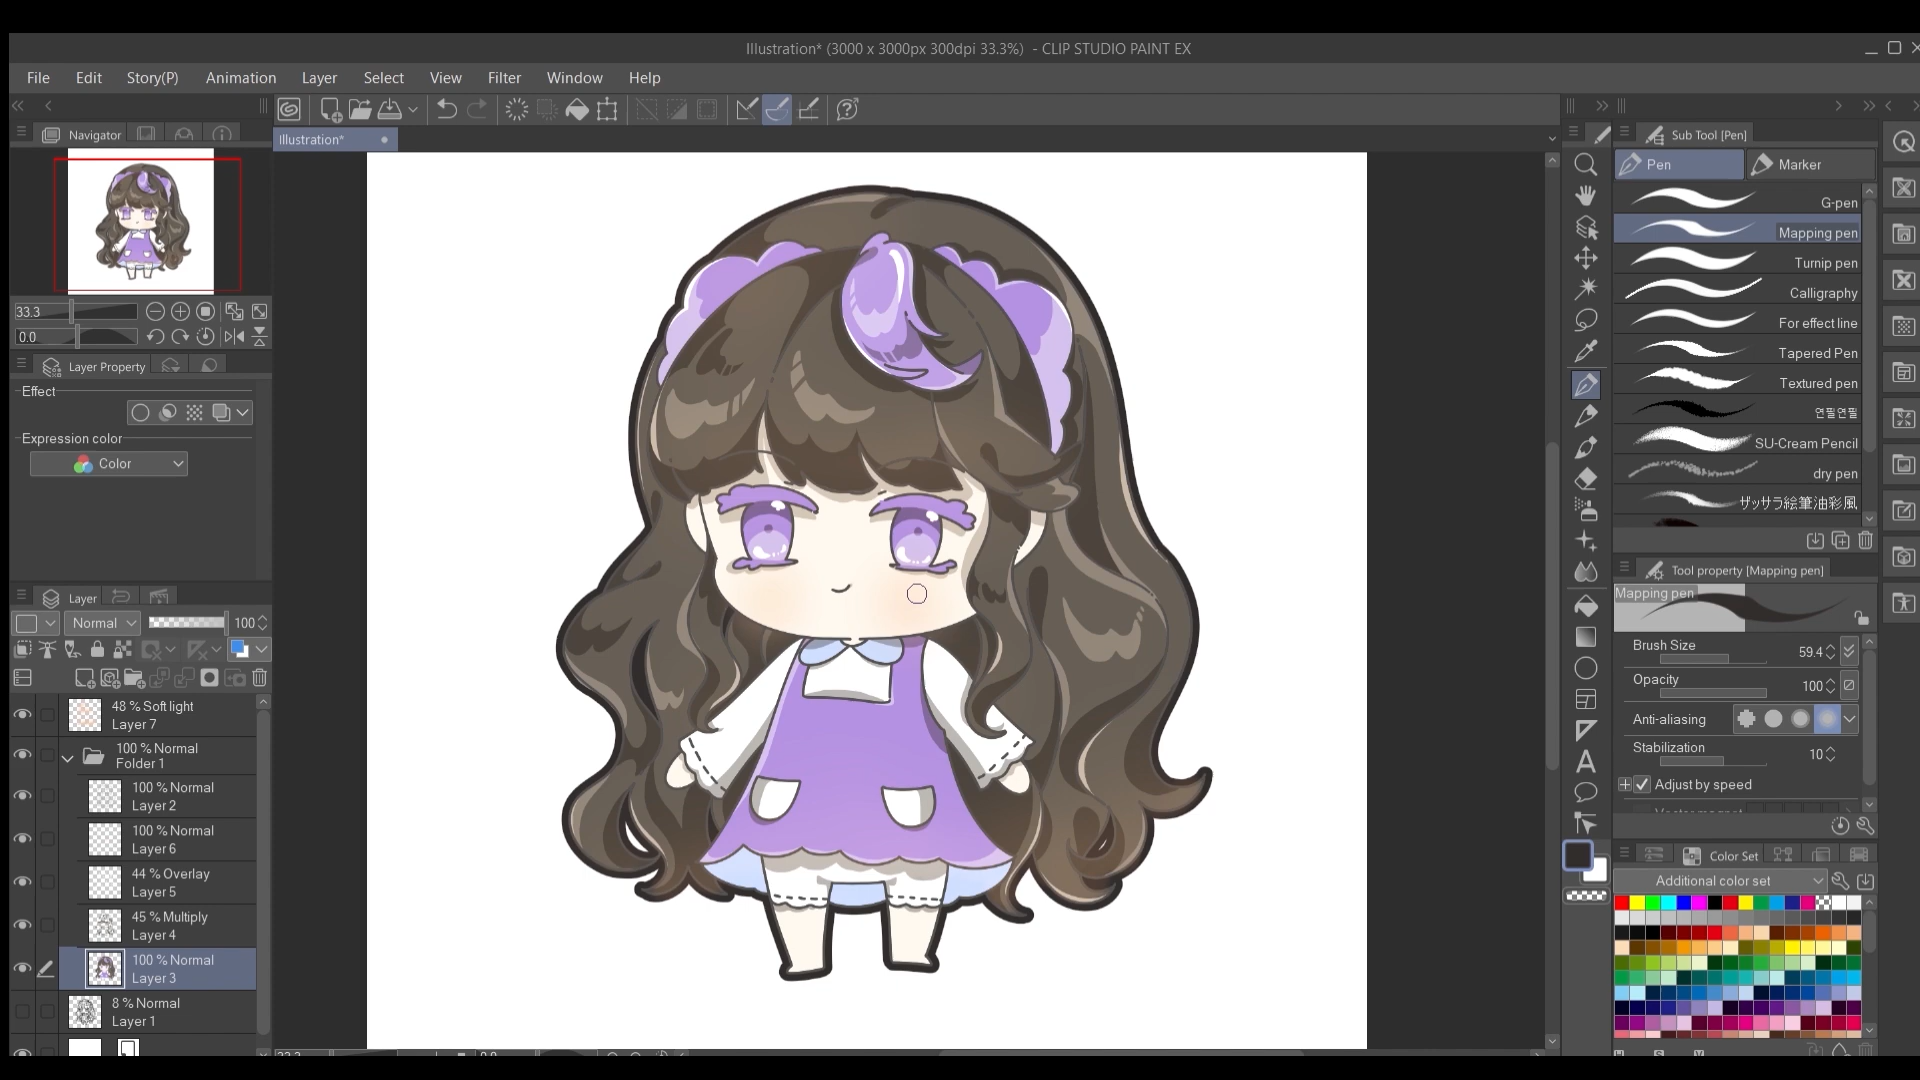 Illustration* (3000 x 3000px 300dpi 33.3%) - CLIP STUDIO PAINT EX
File Edit Story(P) Animation Layer Select View Filter Window Help
Navigator
Illustration*
33.3
0.0
Layer Property
Effect
Expression color
Color
Layer
Normal 100
48 % Soft light
Layer 7
100 % Normal
Folder 1
100 % Normal
Layer 2
100 % Normal
Layer 6
44 % Overlay
Layer 5
45 % Multiply
Layer 4
100 % Normal
Layer 3
8 % Normal
Layer 1
Sub Tool [Pen]
Pen Marker
G-pen
Mapping pen
Turnip pen
Calligraphy
For effect line
Tapered Pen
Textured pen
연필연필
SU-Cream Pencil
dry pen
ザッサラ絵筆油彩風
Tool property [Mapping pen]
Mapping pen
Brush Size 59.4
Opacity 100
Anti-aliasing
Stabilization 10
Adjust by speed
Color Set
Additional color set